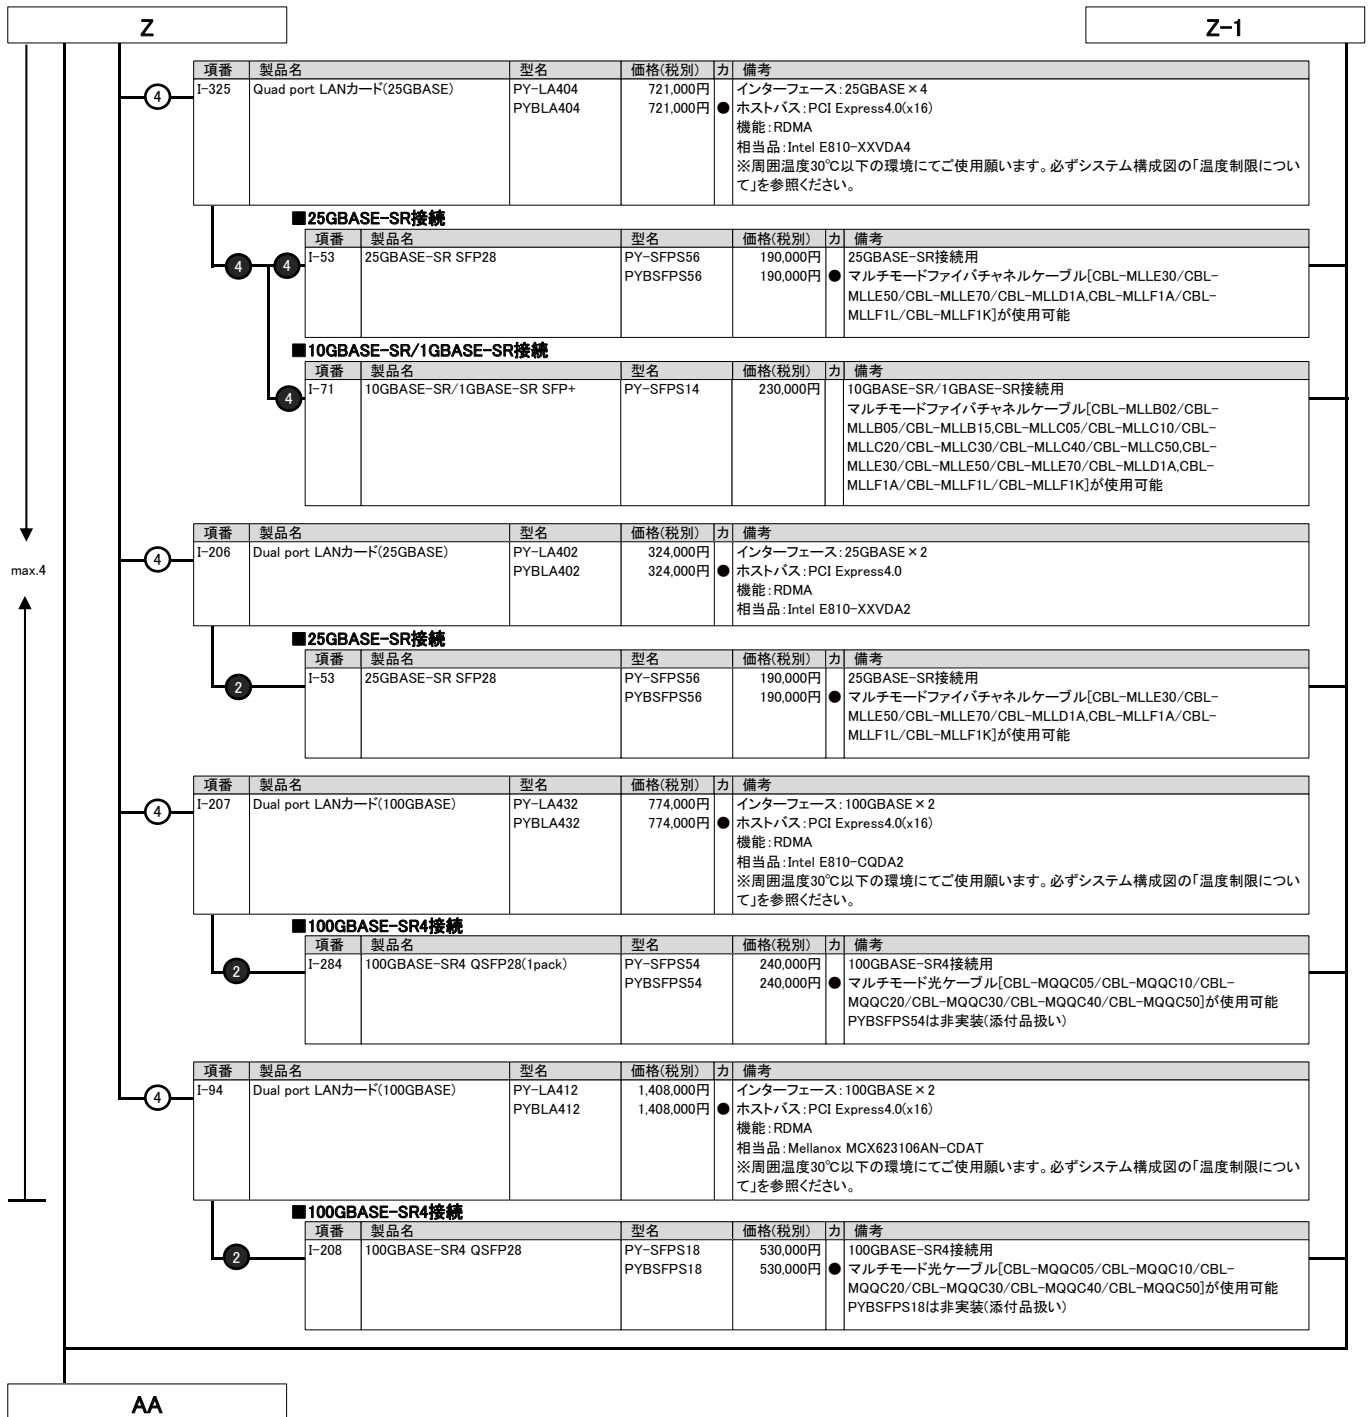 Z
Z-1
項番 製品名 型名 価格(税別) カ 備考
④ I-325 Quad port LANカード(25GBASE) PY-LA404 721,000円 インターフェース:25GBASE×4
PYBLA404 721,000円 ● ホストバス:PCI Express4.0(x16)
機能:RDMA
相当品:Intel E810-XXVDA4
※周囲温度30℃以下の環境にてご使用願います。必ずシステム構成図の「温度制限につい
て」を参照ください。
■25GBASE-SR接続
項番 製品名 型名 価格(税別) カ 備考
4 4 I-53 25GBASE-SR SFP28 PY-SFPS56 190,000円 25GBASE-SR接続用
PYBSFPS56 190,000円 ● マルチモードファイバチャネルケーブル[CBL-MLLE30/CBL-
MLLE50/CBL-MLLE70/CBL-MLLD1A,CBL-MLLF1A/CBL-
MLLF1L/CBL-MLLF1K]が使用可能
■10GBASE-SR/1GBASE-SR接続
項番 製品名 型名 価格(税別) カ 備考
4 I-71 10GBASE-SR/1GBASE-SR SFP+ PY-SFPS14 230,000円 10GBASE-SR/1GBASE-SR接続用
マルチモードファイバチャネルケーブル[CBL-MLLB02/CBL-
MLLB05/CBL-MLLB15,CBL-MLLC05/CBL-MLLC10/CBL-
MLLC20/CBL-MLLC30/CBL-MLLC40/CBL-MLLC50,CBL-
MLLE30/CBL-MLLE50/CBL-MLLE70/CBL-MLLD1A,CBL-
MLLF1A/CBL-MLLF1L/CBL-MLLF1K]が使用可能
max.4
項番 製品名 型名 価格(税別) カ 備考
④ I-206 Dual port LANカード(25GBASE) PY-LA402 324,000円 インターフェース:25GBASE×2
PYBLA402 324,000円 ● ホストバス:PCI Express4.0
機能:RDMA
相当品:Intel E810-XXVDA2
■25GBASE-SR接続
項番 製品名 型名 価格(税別) カ 備考
2 I-53 25GBASE-SR SFP28 PY-SFPS56 190,000円 25GBASE-SR接続用
PYBSFPS56 190,000円 ● マルチモードファイバチャネルケーブル[CBL-MLLE30/CBL-
MLLE50/CBL-MLLE70/CBL-MLLD1A,CBL-MLLF1A/CBL-
MLLF1L/CBL-MLLF1K]が使用可能
項番 製品名 型名 価格(税別) カ 備考
④ I-207 Dual port LANカード(100GBASE) PY-LA432 774,000円 インターフェース:100GBASE×2
PYBLA432 774,000円 ● ホストバス:PCI Express4.0(x16)
機能:RDMA
相当品:Intel E810-CQDA2
※周囲温度30℃以下の環境にてご使用願います。必ずシステム構成図の「温度制限につい
て」を参照ください。
■100GBASE-SR4接続
項番 製品名 型名 価格(税別) カ 備考
2 I-284 100GBASE-SR4 QSFP28(1pack) PY-SFPS54 240,000円 100GBASE-SR4接続用
PYBSFPS54 240,000円 ● マルチモード光ケーブル[CBL-MQQC05/CBL-MQQC10/CBL-
MQQC20/CBL-MQQC30/CBL-MQQC40/CBL-MQQC50]が使用可能
PYBSFPS54は非実装(添付品扱い)
項番 製品名 型名 価格(税別) カ 備考
④ I-94 Dual port LANカード(100GBASE) PY-LA412 1,408,000円 インターフェース:100GBASE×2
PYBLA412 1,408,000円 ● ホストバス:PCI Express4.0(x16)
機能:RDMA
相当品:Mellanox MCX623106AN-CDAT
※周囲温度30℃以下の環境にてご使用願います。必ずシステム構成図の「温度制限につい
て」を参照ください。
■100GBASE-SR4接続
項番 製品名 型名 価格(税別) カ 備考
2 I-208 100GBASE-SR4 QSFP28 PY-SFPS18 530,000円 100GBASE-SR4接続用
PYBSFPS18 530,000円 ● マルチモード光ケーブル[CBL-MQQC05/CBL-MQQC10/CBL-
MQQC20/CBL-MQQC30/CBL-MQQC40/CBL-MQQC50]が使用可能
PYBSFPS18は非実装(添付品扱い)
AA